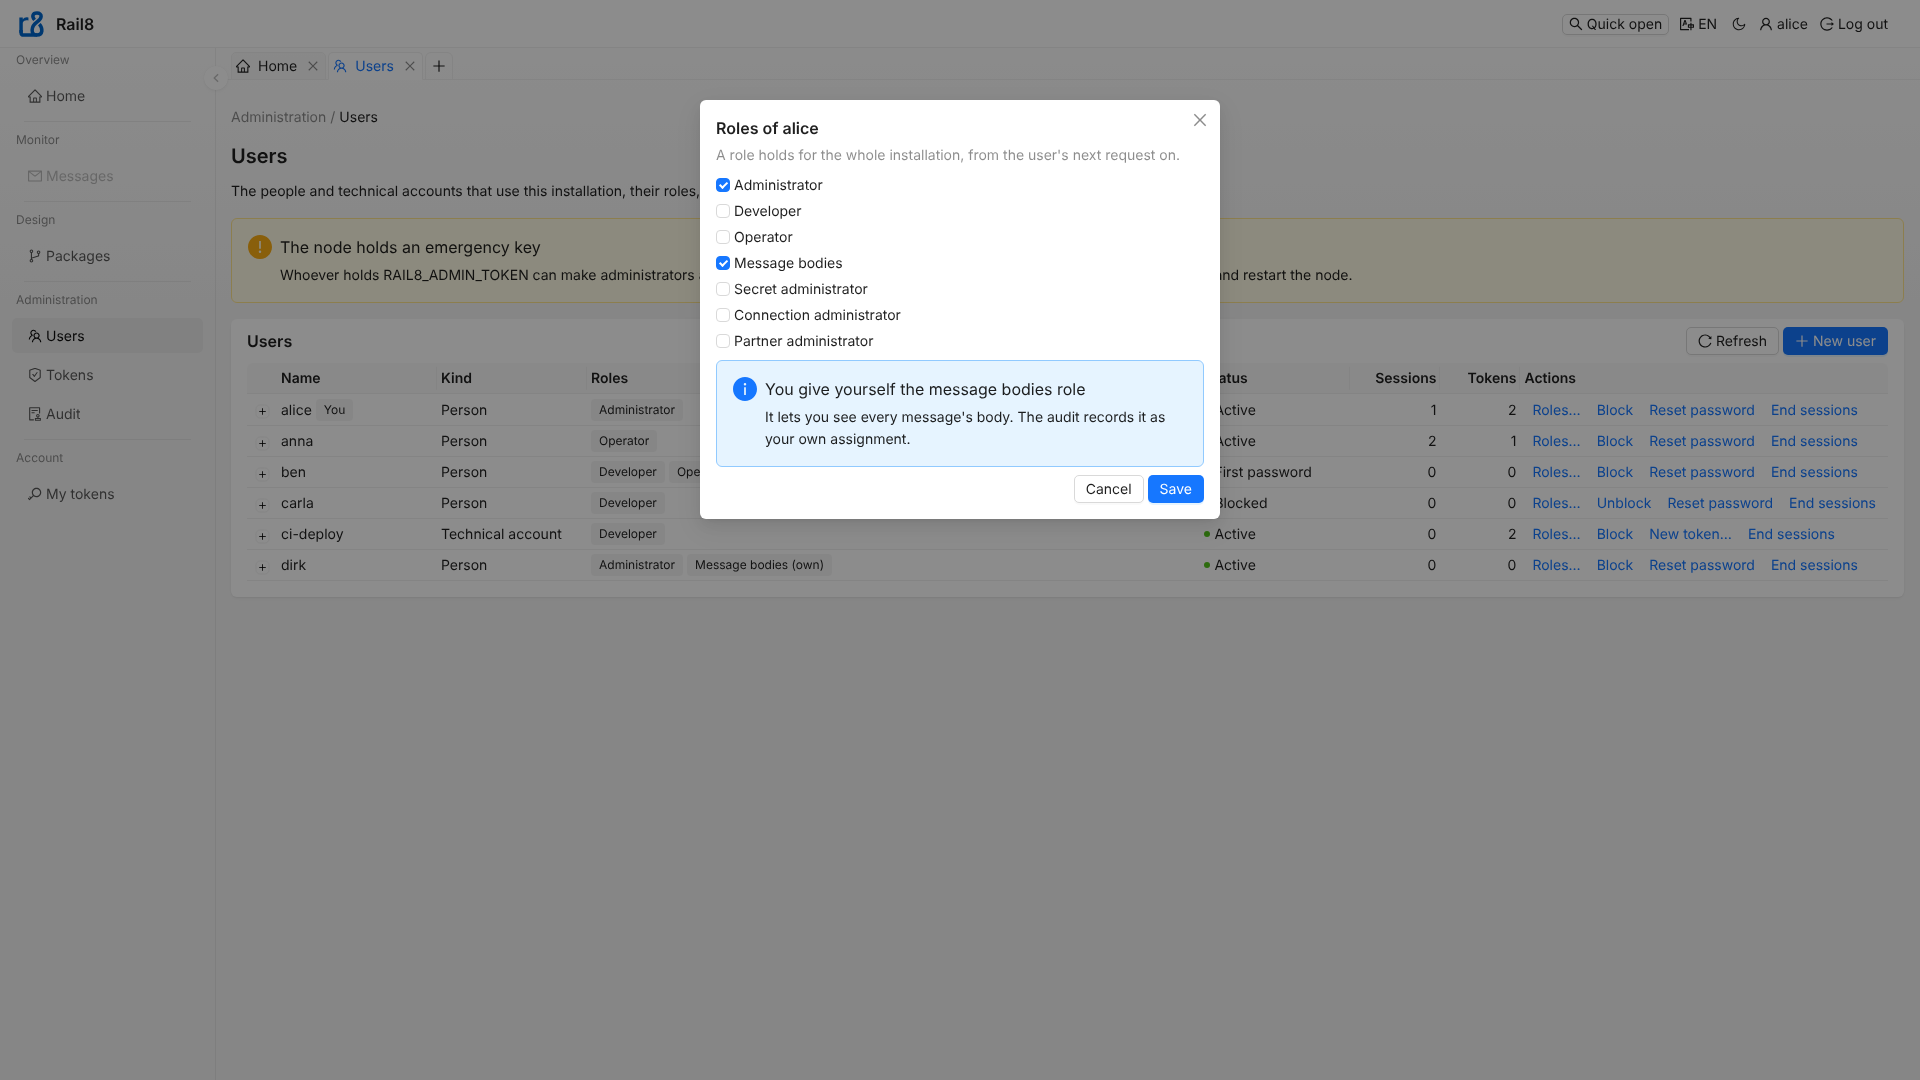 r8 Rail8
Quick open EN alice Log out
Overview
Home
Monitor
Messages
Design
Packages
Administration
Users
Tokens
Audit
Account
My tokens
Home Users
Administration / Users
Users
The people and technical accounts that use this installation, their roles,
The node holds an emergency key
Whoever holds RAIL8_ADMIN_TOKEN can make administrators
nd restart the node.
Users
Refresh New user
Name Kind Roles atus Sessions Tokens Actions
alice You Person Administrator Active 1 2 Roles... Block Reset password End sessions
anna Person Operator Active 2 1 Roles... Block Reset password End sessions
ben Person Developer Ope First password 0 0 Roles... Block Reset password End sessions
carla Person Developer Blocked 0 0 Roles... Unblock Reset password End sessions
ci-deploy Technical account Developer Active 0 2 Roles... Block New token... End sessions
dirk Person Administrator Message bodies (own) Active 0 0 Roles... Block Reset password End sessions
Roles of alice
A role holds for the whole installation, from the user's next request on.
Administrator
Developer
Operator
Message bodies
Secret administrator
Connection administrator
Partner administrator
You give yourself the message bodies role
It lets you see every message's body. The audit records it as
your own assignment.
Cancel Save